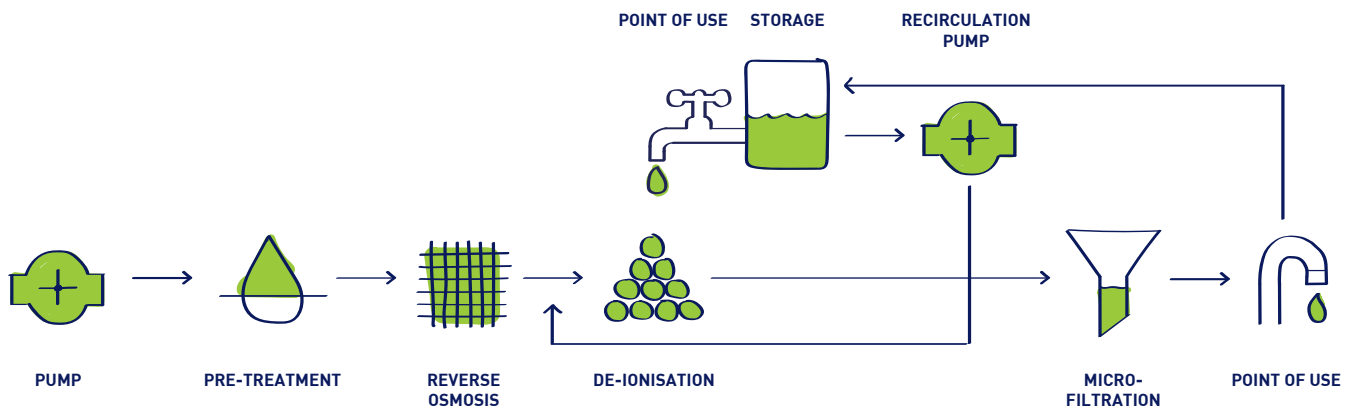 POINT OF USE
STORAGE
RECIRCULATION
PUMP
PUMP
PRE-TREATMENT
REVERSE
OSMOSIS
DE-IONISATION
MICRO-
FILTRATION
POINT OF USE